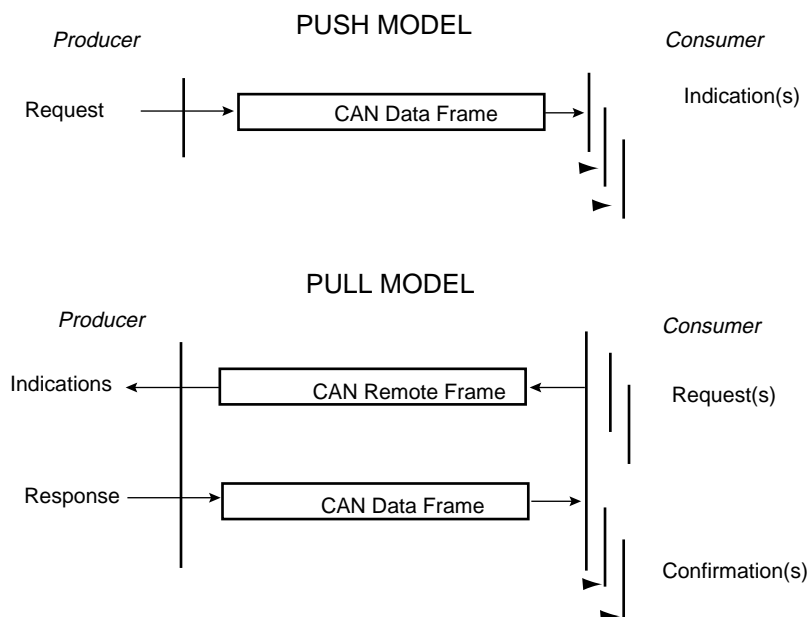 PUSH MODEL
Producer
Consumer
Request
CAN Data Frame
Indication(s)
PULL MODEL
Producer
Consumer
Indications
CAN Remote Frame
Request(s)
Response
CAN Data Frame
Confirmation(s)